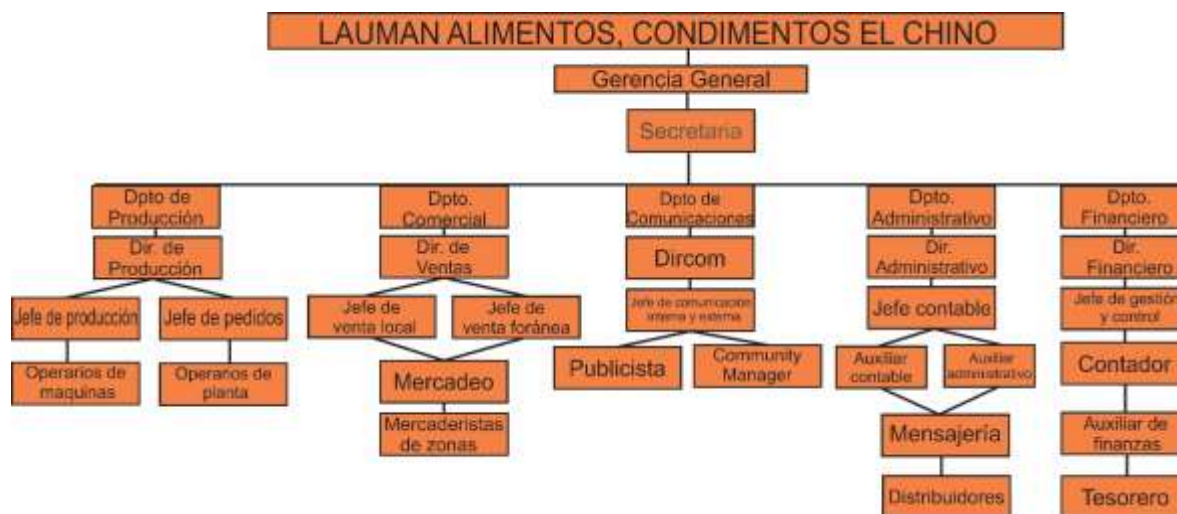 LAUMAN ALIMENTOS, CONDIMENTOS EL CHINO
Gerencia General
Secretaria
Dpto de
Producción
Dir. de
Producción
Jefe de producción
Jefe de pedidos
Operarios de
maquinas
Operarios de
planta
Dpto.
Comercial
Dir. de
Ventas
Jefe de
venta local
Jefe de
venta foránea
Mercadeo
Mercaderistas
de zonas
Dpto de
Comunicaciones
Dircom
Jefe de comunicación
interna y externa
Publicista
Community
Manager
Dpto.
Administrativo
Dir.
Administrativo
Jefe contable
Auxiliar
contable
Auxiliar
administrativo
Mensajería
Distribuidores
Dpto.
Financiero
Dir.
Financiero
Jefe de gestión
y control
Contador
Auxiliar de
finanzas
Tesorero